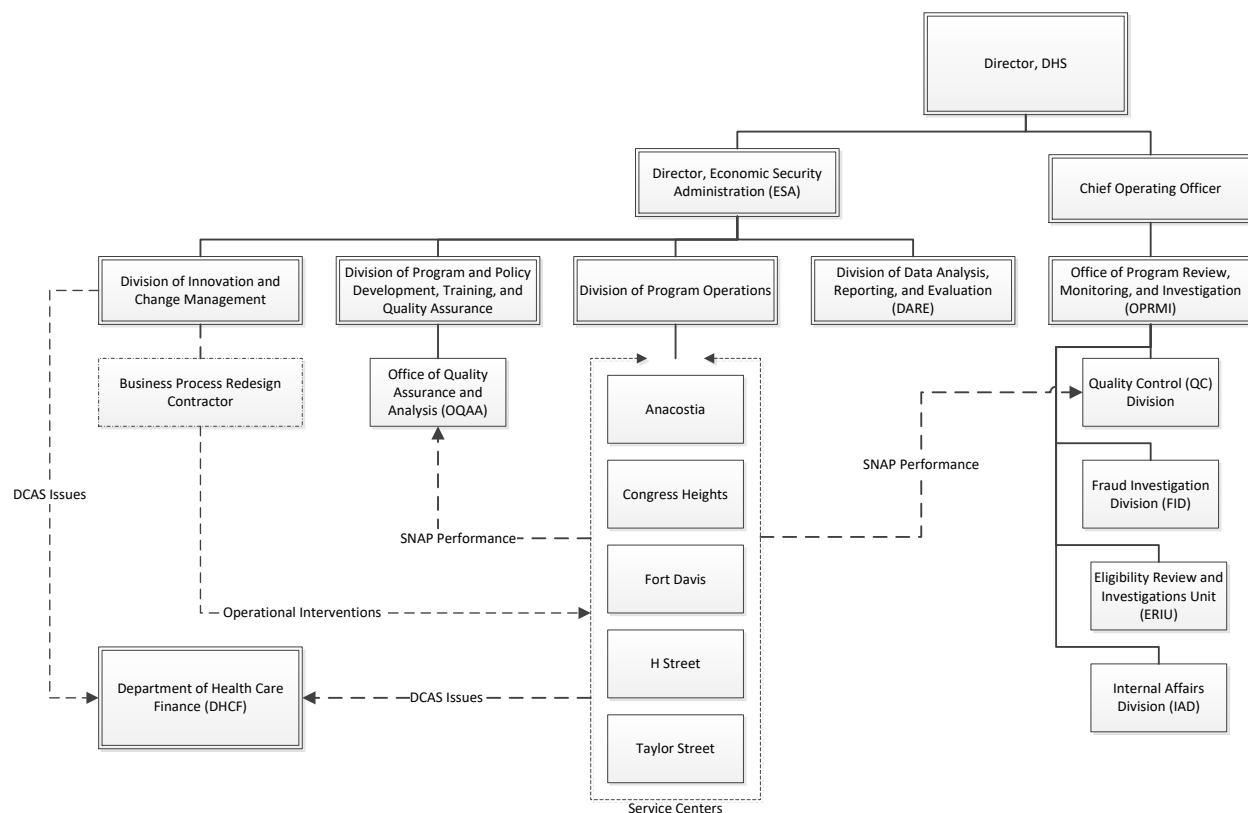 Director, DHS
Director, Economic Security
Administration (ESA)
Chief Operating Officer
Division of Innovation and
Change Management
Division of Program and Policy
Development, Training, and
Quality Assurance
Division of Program Operations
Division of Data Analysis,
Reporting, and Evaluation
(DARE)
Office of Program Review,
Monitoring, and Investigation
(OPRMI)
Business Process Redesign
Contractor
Office of Quality
Assurance and
Analysis (OQAA)
Anacostia
Quality Control (QC)
Division
SNAP Performance
DCAS Issues
Congress Heights
Fraud Investigation
Division (FID)
SNAP Performance
Fort Davis
Eligibility Review and
Investigations Unit
(ERIU)
Operational Interventions
H Street
Department of Health Care
Finance (DHCF)
DCAS Issues
Internal Affairs
Division (IAD)
Taylor Street
Service Centers